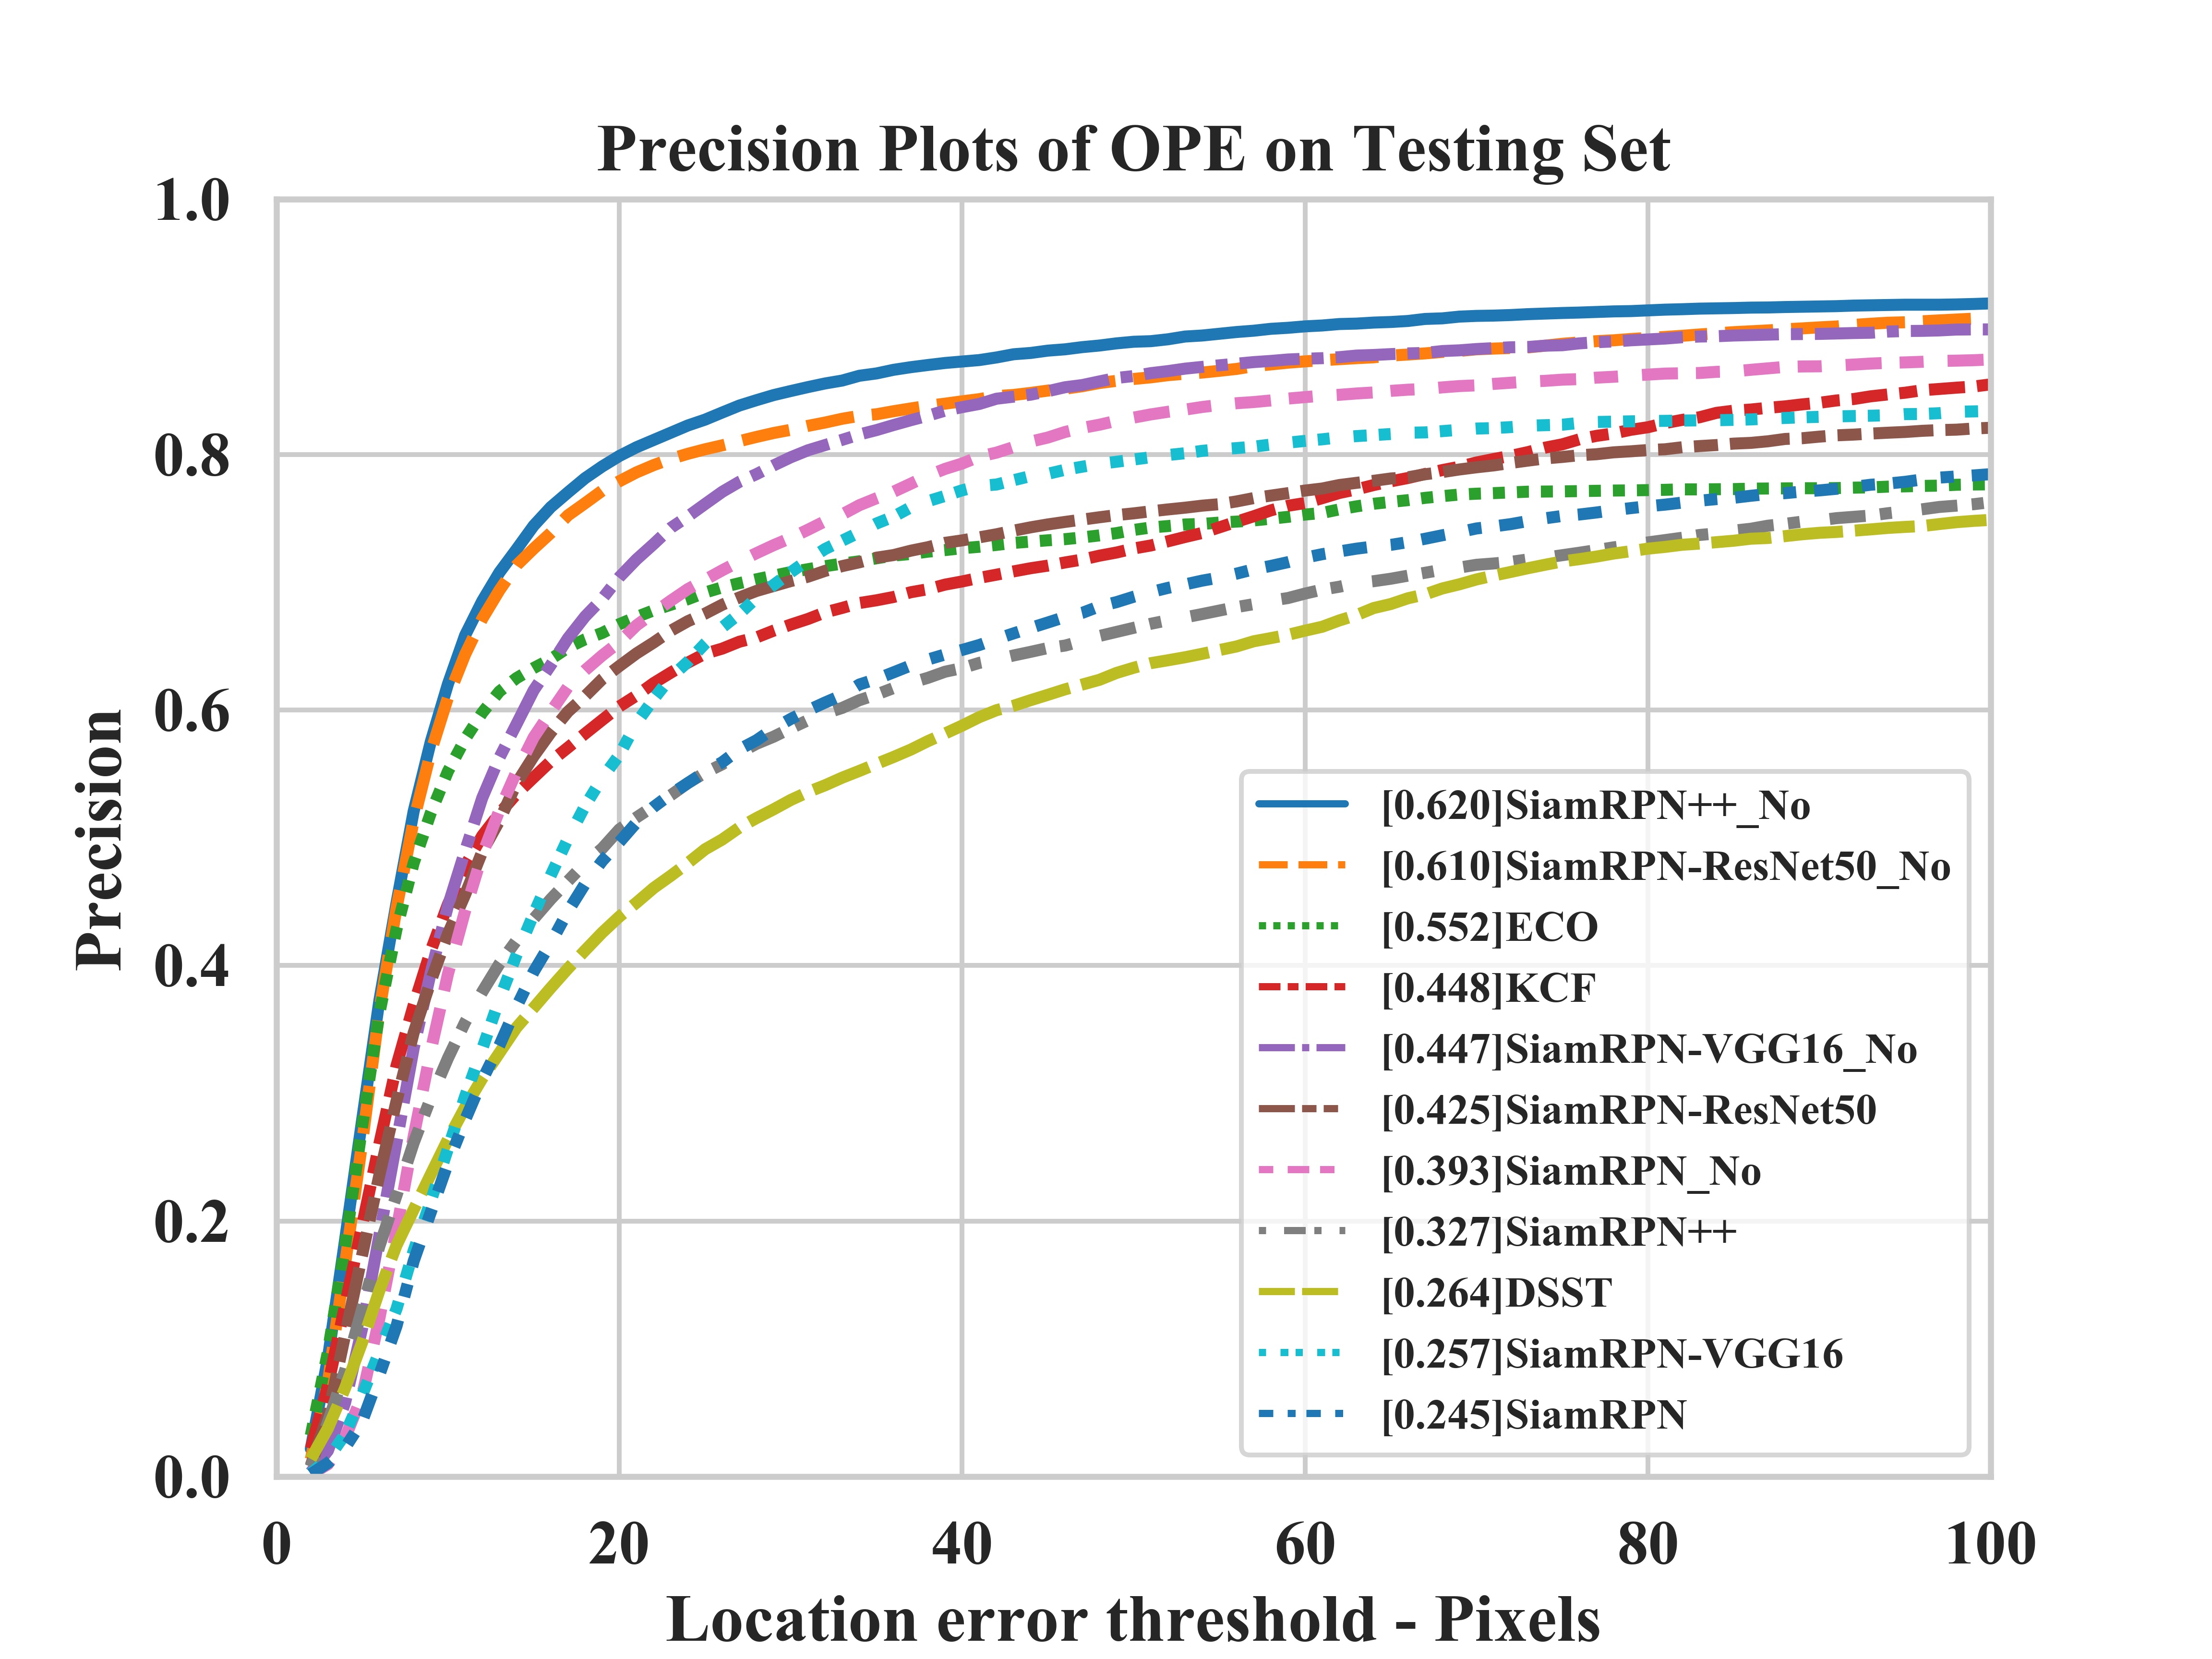 Precision Plots of OPE on Testing Set
1.0
0.8
0.6
0.4
0.2
0.0
Precision
[0.620]SiamRPN++_No
[0.610]SiamRPN-ResNet50_No
[0.552]ECO
[0.448]KCF
[0.447]SiamRPN-VGG16_No
[0.425]SiamRPN-ResNet50
[0.393]SiamRPN_No
[0.327]SiamRPN++
[0.264]DSST
[0.257]SiamRPN-VGG16
[0.245]SiamRPN
0 20 40 60 80 100
Location error threshold - Pixels